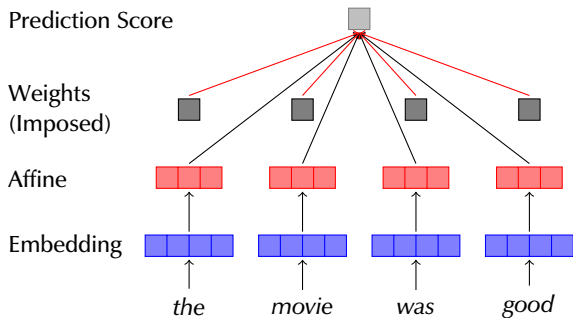 Prediction Score
Weights
(Imposed)
Affine
Embedding
the movie was good